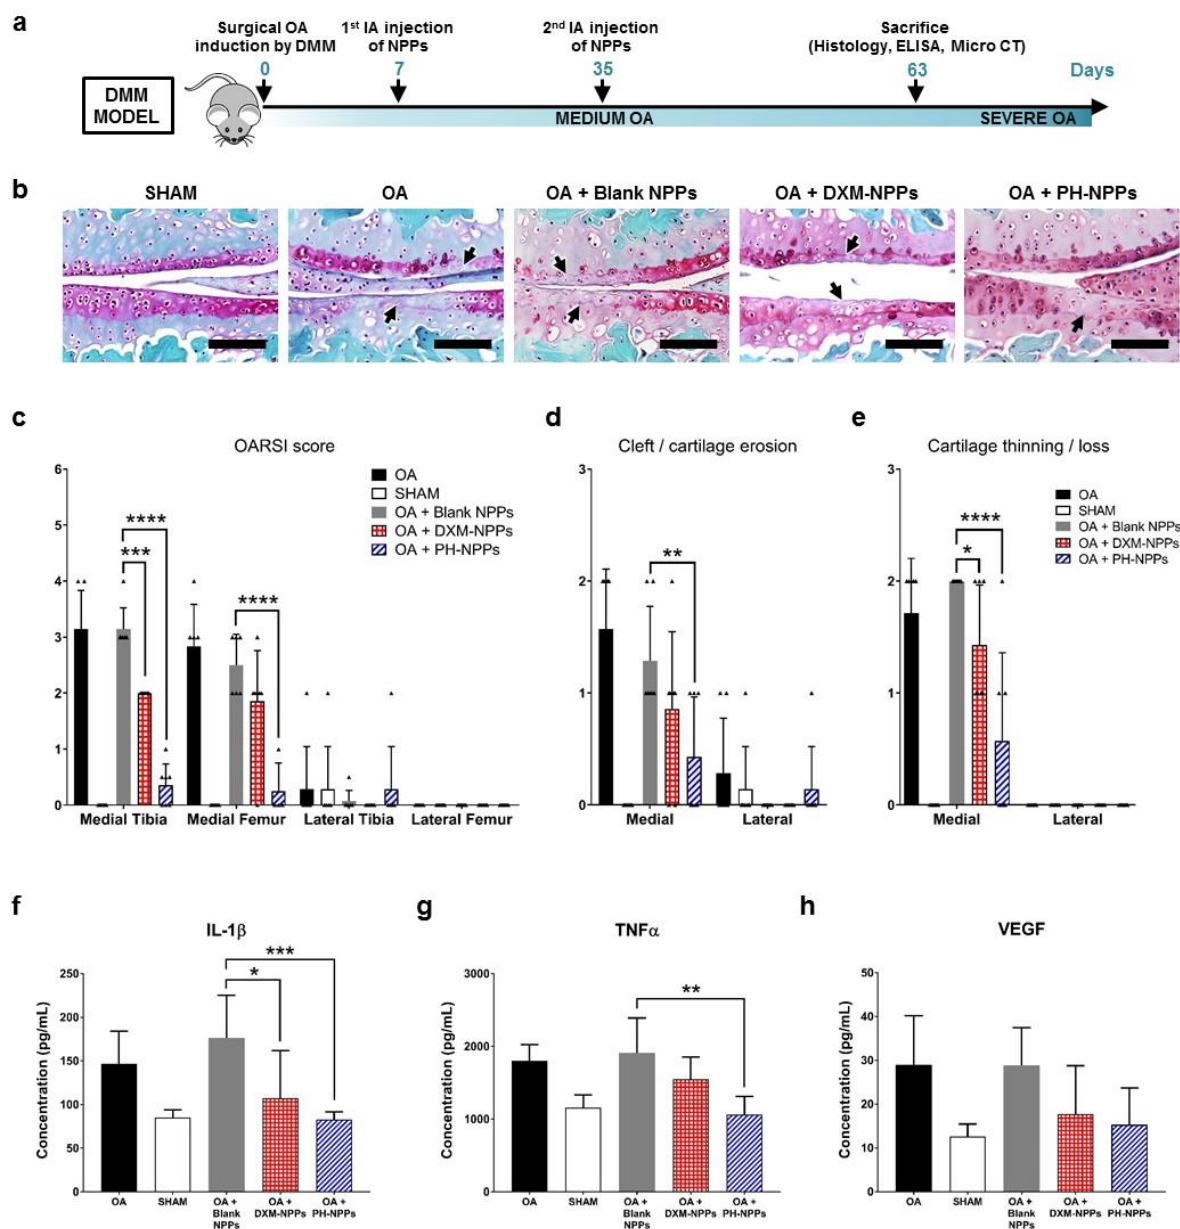 a
Surgical OA
induction by DMM
1st IA injection
of NPPs
2nd IA injection
of NPPs
Sacrifice
(Histology, ELISA, Micro CT)
0
7
35
63
Days
DMM
MODEL
MEDIUM OA
SEVERE OA
b
SHAM
OA
OA + Blank NPPs
OA + DXM-NPPs
OA + PH-NPPs
c
OARSI score
6
5
4
3
2
1
0
OA
SHAM
OA + Blank NPPs
OA + DXM-NPPs
OA + PH-NPPs
****
***
****
Medial Tibia
Medial Femur
Lateral Tibia
Lateral Femur
d
Cleft / cartilage erosion
3
2
1
0
**
Medial
Lateral
e
Cartilage thinning / loss
3
2
1
0
OA
SHAM
OA + Blank NPPs
OA + DXM-NPPs
OA + PH-NPPs
****
*
Medial
Lateral
f
IL-1β
Concentration (pg/mL)
250
200
150
100
50
0
***
*
OA
SHAM
OA +
Blank
NPPs
OA +
DXM-NPPs
OA +
PH-NPPs
g
TNFα
Concentration (pg/mL)
3000
2000
1000
0
**
OA
SHAM
OA +
Blank
NPPs
OA +
DXM-NPPs
OA +
PH-NPPs
h
VEGF
Concentration (pg/mL)
50
40
30
20
10
0
OA
SHAM
OA +
Blank
NPPs
OA +
DXM-NPPs
OA +
PH-NPPs